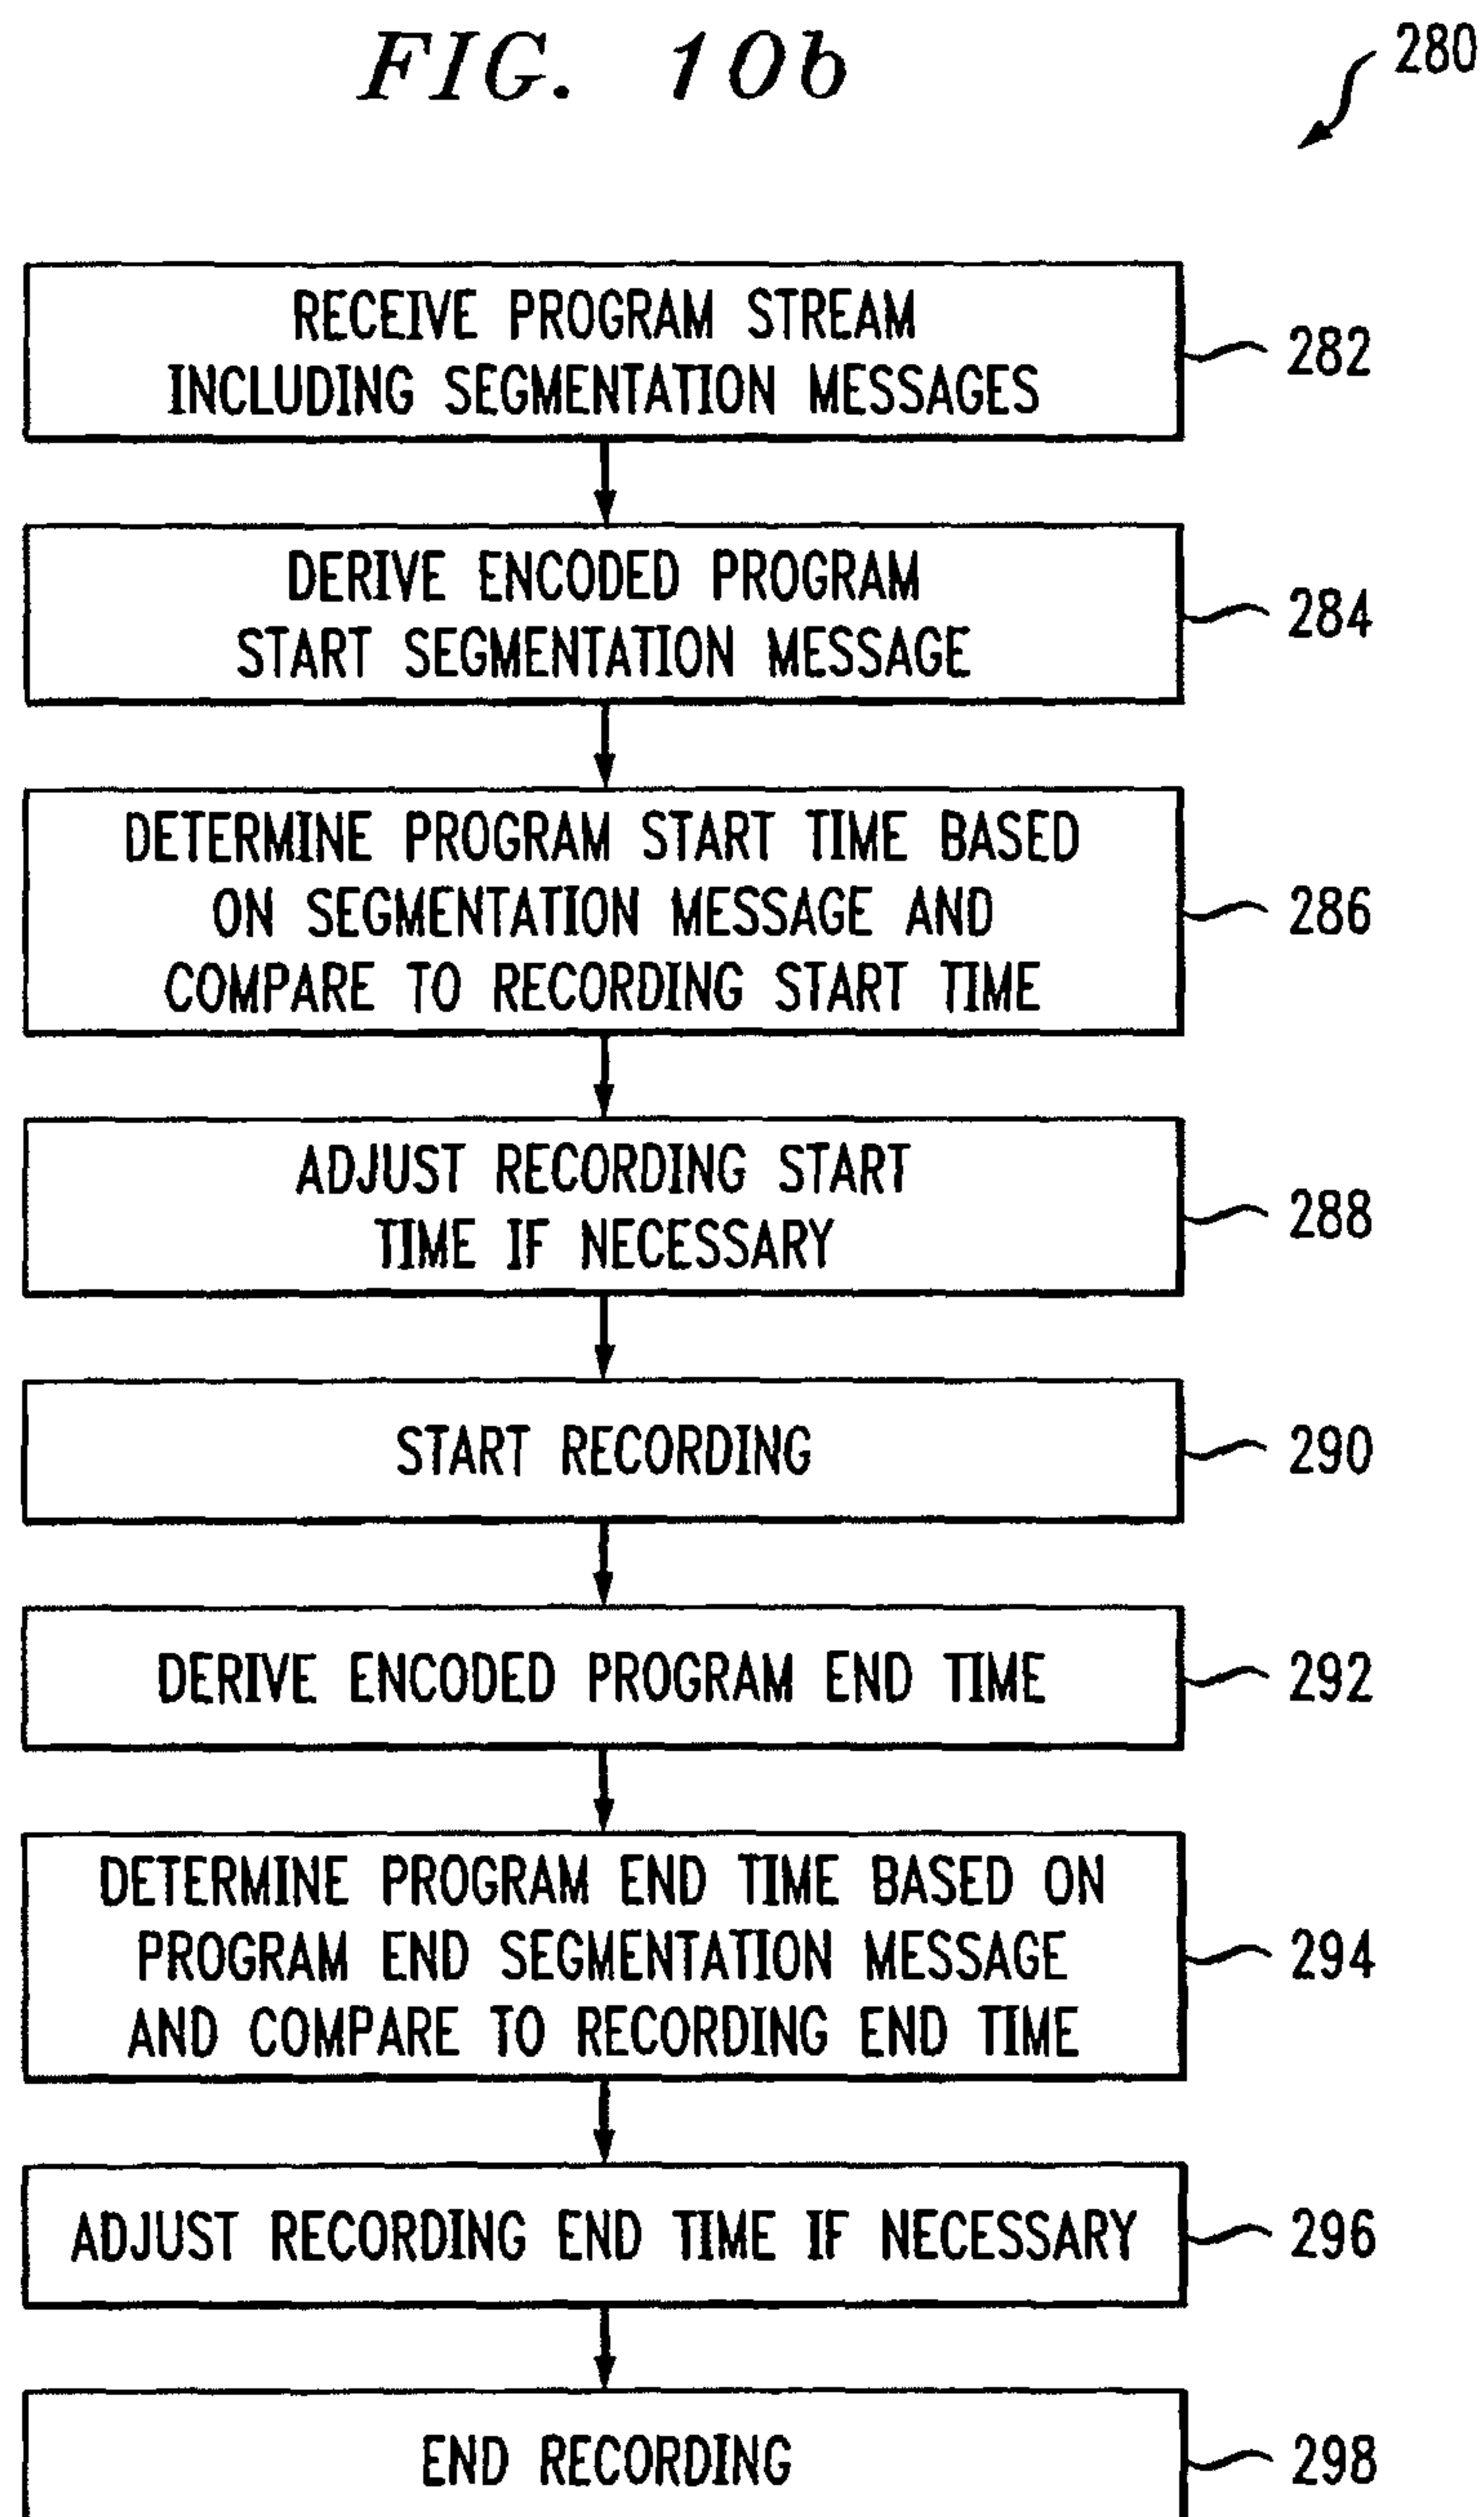 FIG. 10b
280
RECEIVE PROGRAM STREAM
INCLUDING SEGMENTATION MESSAGES
282
DERIVE ENCODED PROGRAM
START SEGMENTATION MESSAGE
284
DETERMINE PROGRAM START TIME BASED
ON SEGMENTATION MESSAGE AND
COMPARE TO RECORDING START TIME
286
ADJUST RECORDING START
TIME IF NECESSARY
288
START RECORDING
290
DERIVE ENCODED PROGRAM END TIME
292
DETERMINE PROGRAM END TIME BASED ON
PROGRAM END SEGMENTATION MESSAGE
AND COMPARE TO RECORDING END TIME
294
ADJUST RECORDING END TIME IF NECESSARY
296
END RECORDING
298